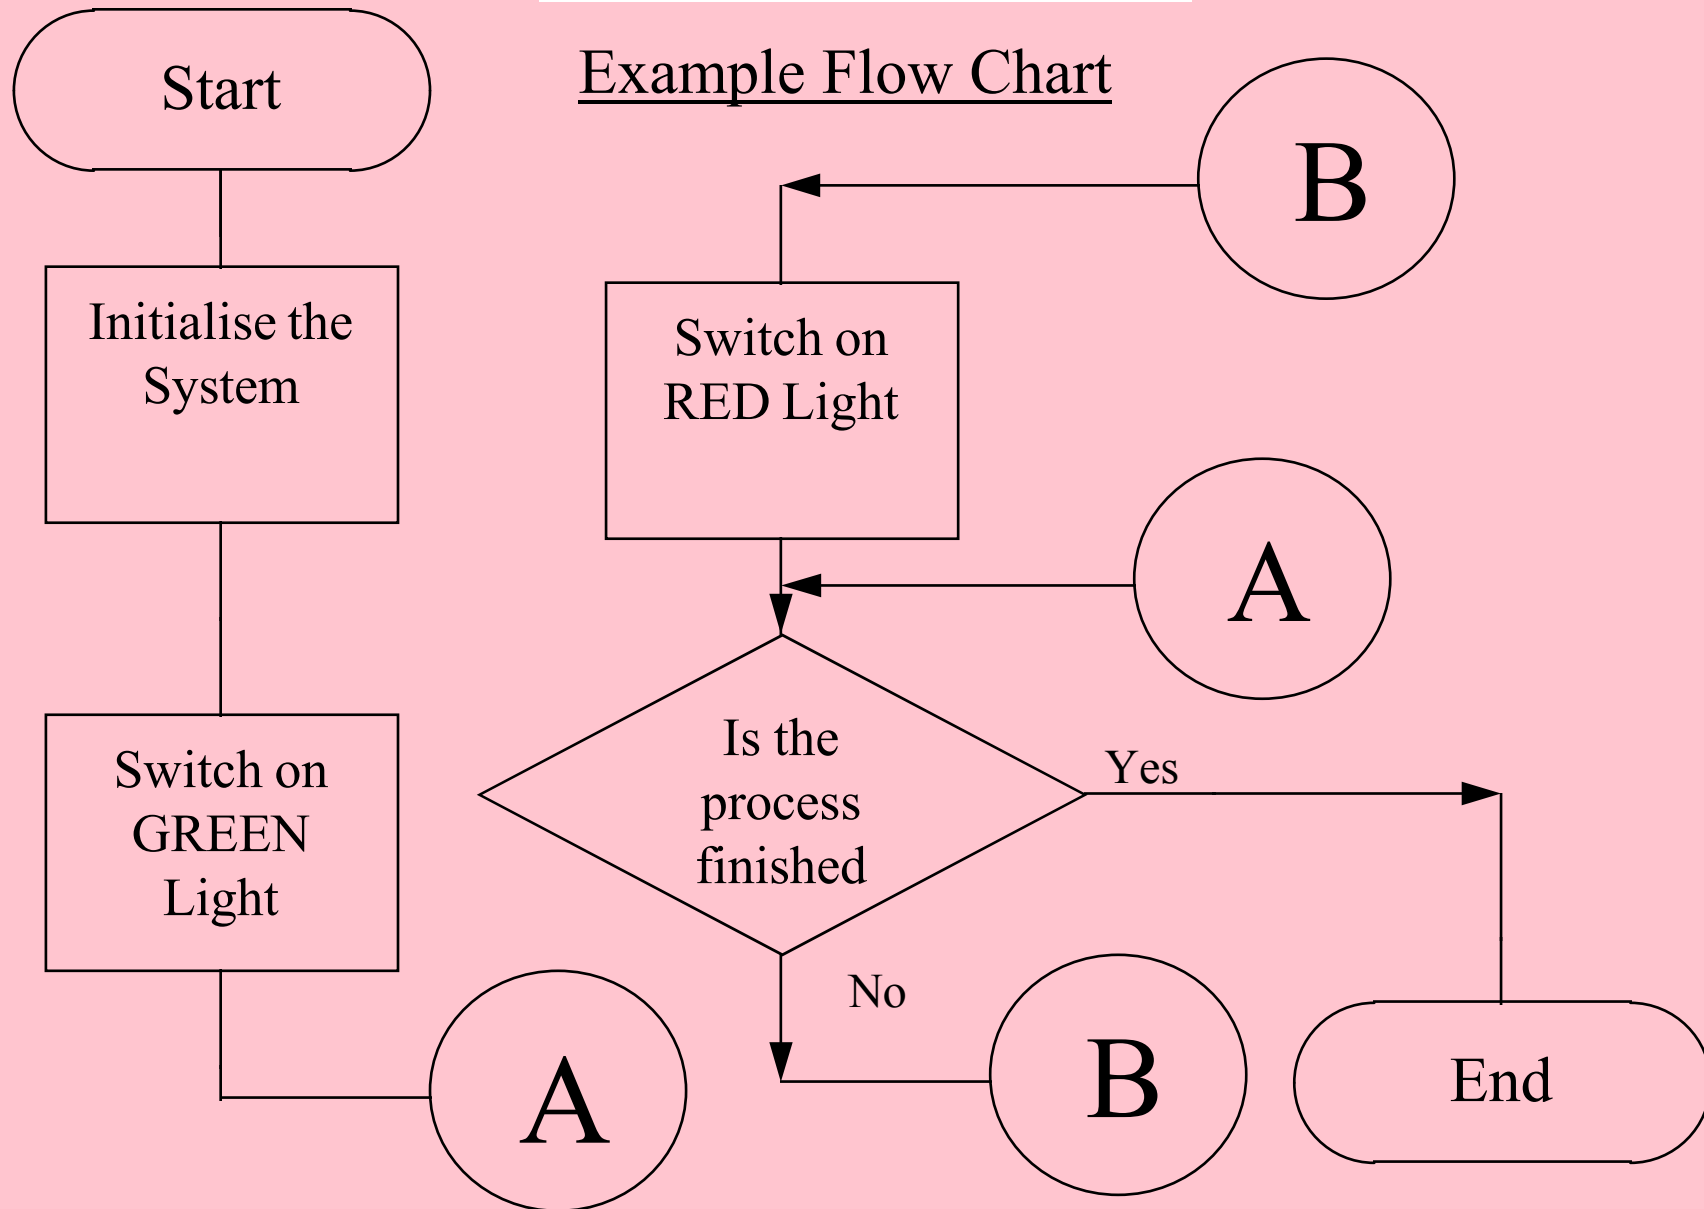 Example Flow Chart
Start
Initialise the
System
Switch on
GREEN
Light
A
B
Switch on
RED Light
A
Is the
process
finished
Yes
No
B
End